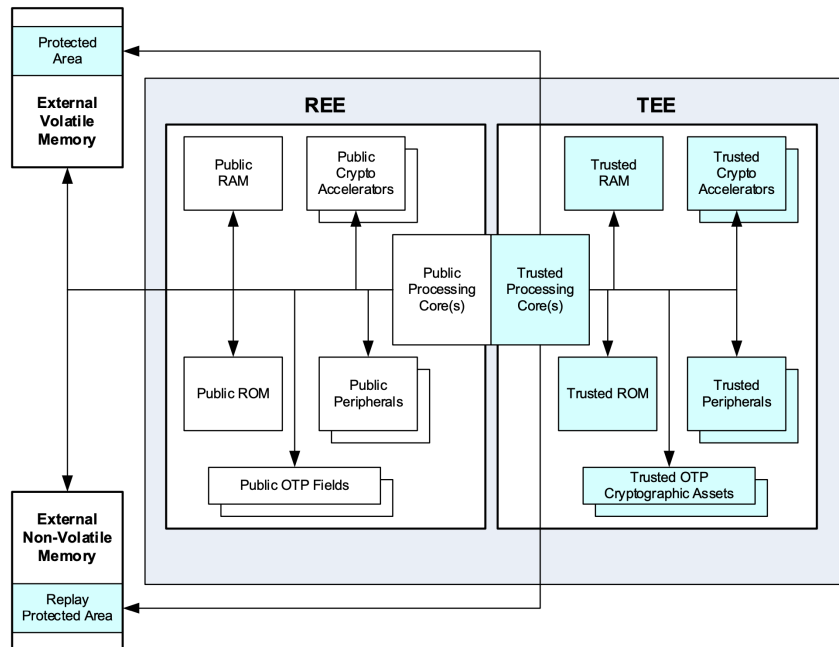 Protected
Area
External
Volatile
Memory
REE
TEE
Public
RAM
Public
Crypto
Accelerators
Trusted
RAM
Trusted
Crypto
Accelerators
Public
Processing
Core(s)
Trusted
Processing
Core(s)
Public ROM
Public
Peripherals
Trusted ROM
Trusted
Peripherals
Public OTP Fields
Trusted OTP
Cryptographic Assets
External
Non-Volatile
Memory
Replay
Protected Area